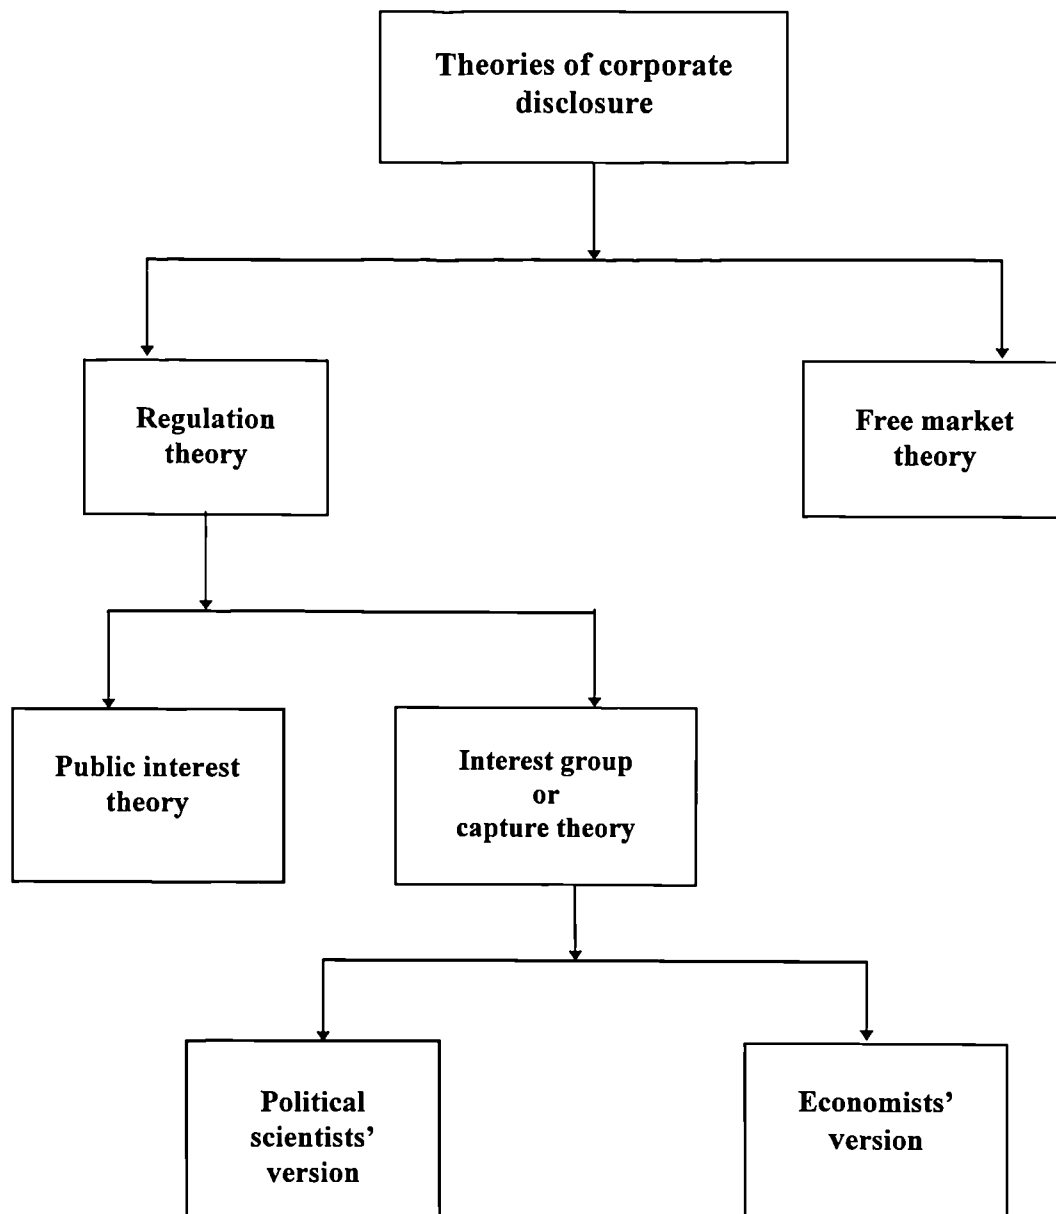 Theories of corporate
disclosure
Regulation
theory
Free market
theory
Public interest
theory
Interest group
or
capture theory
Political
scientists’
version
Economists’
version